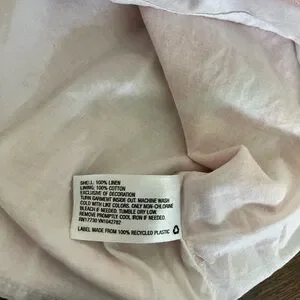 SHELL: 100% LINEN
LINING: 100% COTTON
EXCLUSIVE OF DECORATION
TURN GARMENT INSIDE OUT. MACHINE WASH
COLD WITH LIKE COLORS. ONLY NON-CHLORINE
BLEACH IF NEEDED. TUMBLE DRY LOW.
REMOVE PROMPTLY. COOL IRON IF NEEDED.
RN17730 VN1042782
LABEL MADE FROM 100% RECYCLED PLASTIC